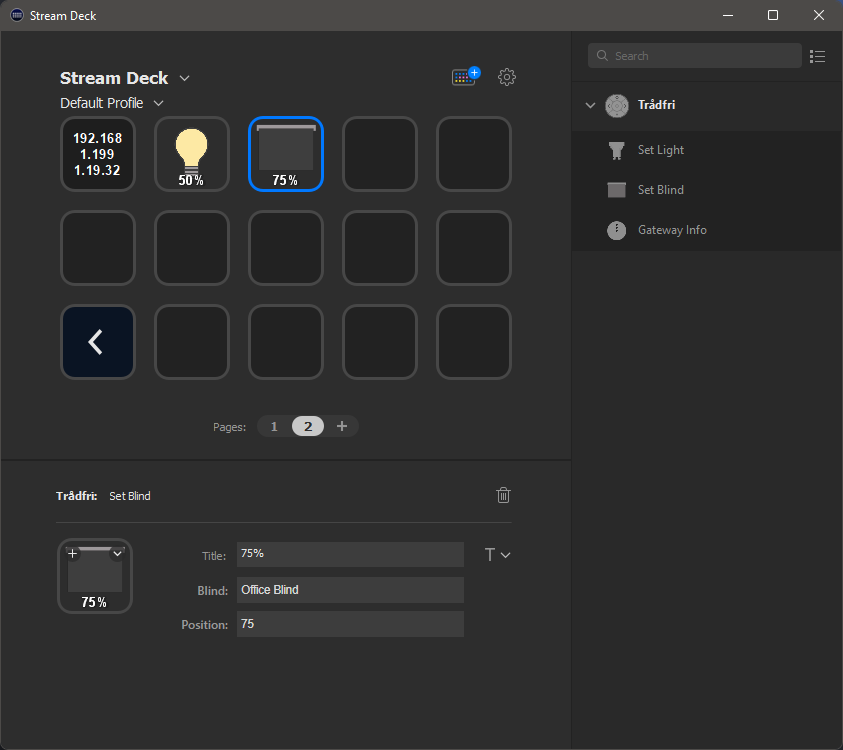 Stream Deck
Stream Deck
Default Profile
192.168
1.199
1.19.32
50%
75%
Pages: 1 2 +
Trådfri: Set Blind
75%
Title: 75%
T
Blind: Office Blind
Position: 75
Search
Trådfri
Set Light
Set Blind
Gateway Info